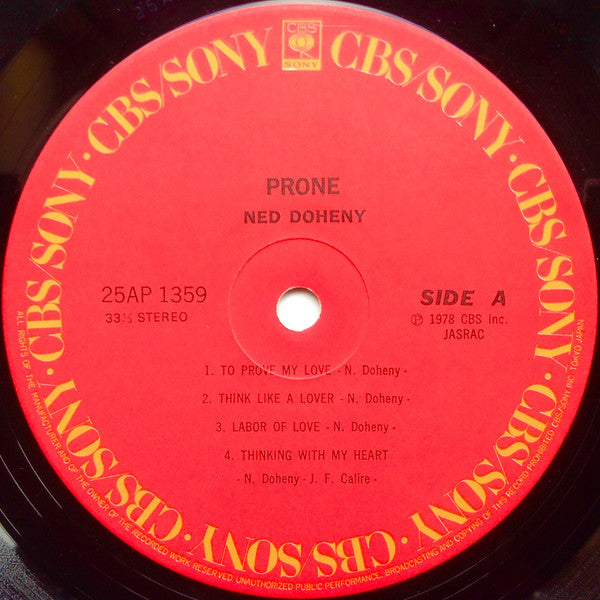 CBS
SONY
CBS/SONY · CBS/SONY · CBS/SONY · CBS/SONY · CBS/SONY · CBS/SONY · CBS/SONY · CBS/SONY
PRONE
NED DOHENY
25AP 1359
33⅓ STEREO
SIDE A
Ⓟ 1978 CBS Inc.
JASRAC
1. TO PROVE MY LOVE - N. Doheny -
2. THINK LIKE A LOVER - N. Doheny -
3. LABOR OF LOVE - N. Doheny -
4. THINKING WITH MY HEART
- N. Doheny - J. F. Calire -
ALL RIGHTS OF THE MANUFACTURER AND OF THE OWNER OF THE RECORDED WORK RESERVED. UNAUTHORIZED PUBLIC PERFORMANCE, BROADCASTING AND COPYING OF THIS RECORD PROHIBITED CBS/SONY INC. TOKYO JAPAN